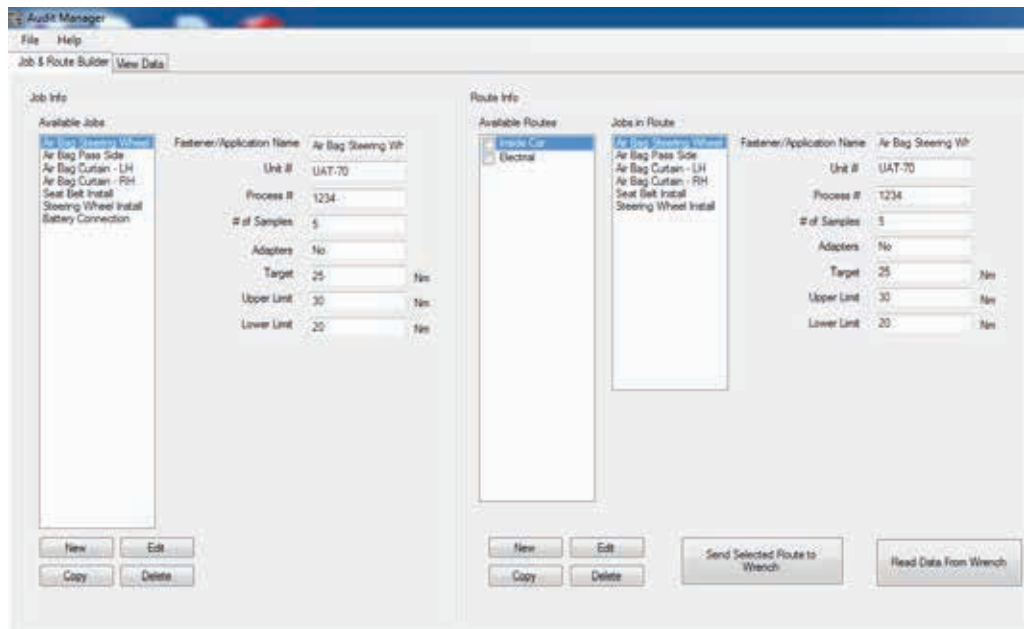 Audit Manager
File Help
Job & Route Builder View Data
Job Info
Available Jobs
Air Bag Steering Wheel
Air Bag Pass Side
Air Bag Curtain - LH
Air Bag Curtain - RH
Seat Belt Install
Steering Wheel Install
Battery Connection
Fastener/Application Name Air Bag Steering Wh
Unit # UAT-70
Process # 1234
# of Samples 5
Adapters No
Target 25 Nm
Upper Limit 30 Nm
Lower Limit 20 Nm
New Edit
Copy Delete
Route Info
Available Routes
Inside Car
Electrical
Jobs in Route
Air Bag Steering Wheel
Air Bag Pass Side
Air Bag Curtain - LH
Air Bag Curtain - RH
Seat Belt Install
Steering Wheel Install
Fastener/Application Name Air Bag Steering Wh
Unit # UAT-70
Process # 1234
# of Samples 5
Adapters No
Target 25 Nm
Upper Limit 30 Nm
Lower Limit 20 Nm
New Edit
Copy Delete
Send Selected Route to
Wrench
Read Data From Wrench